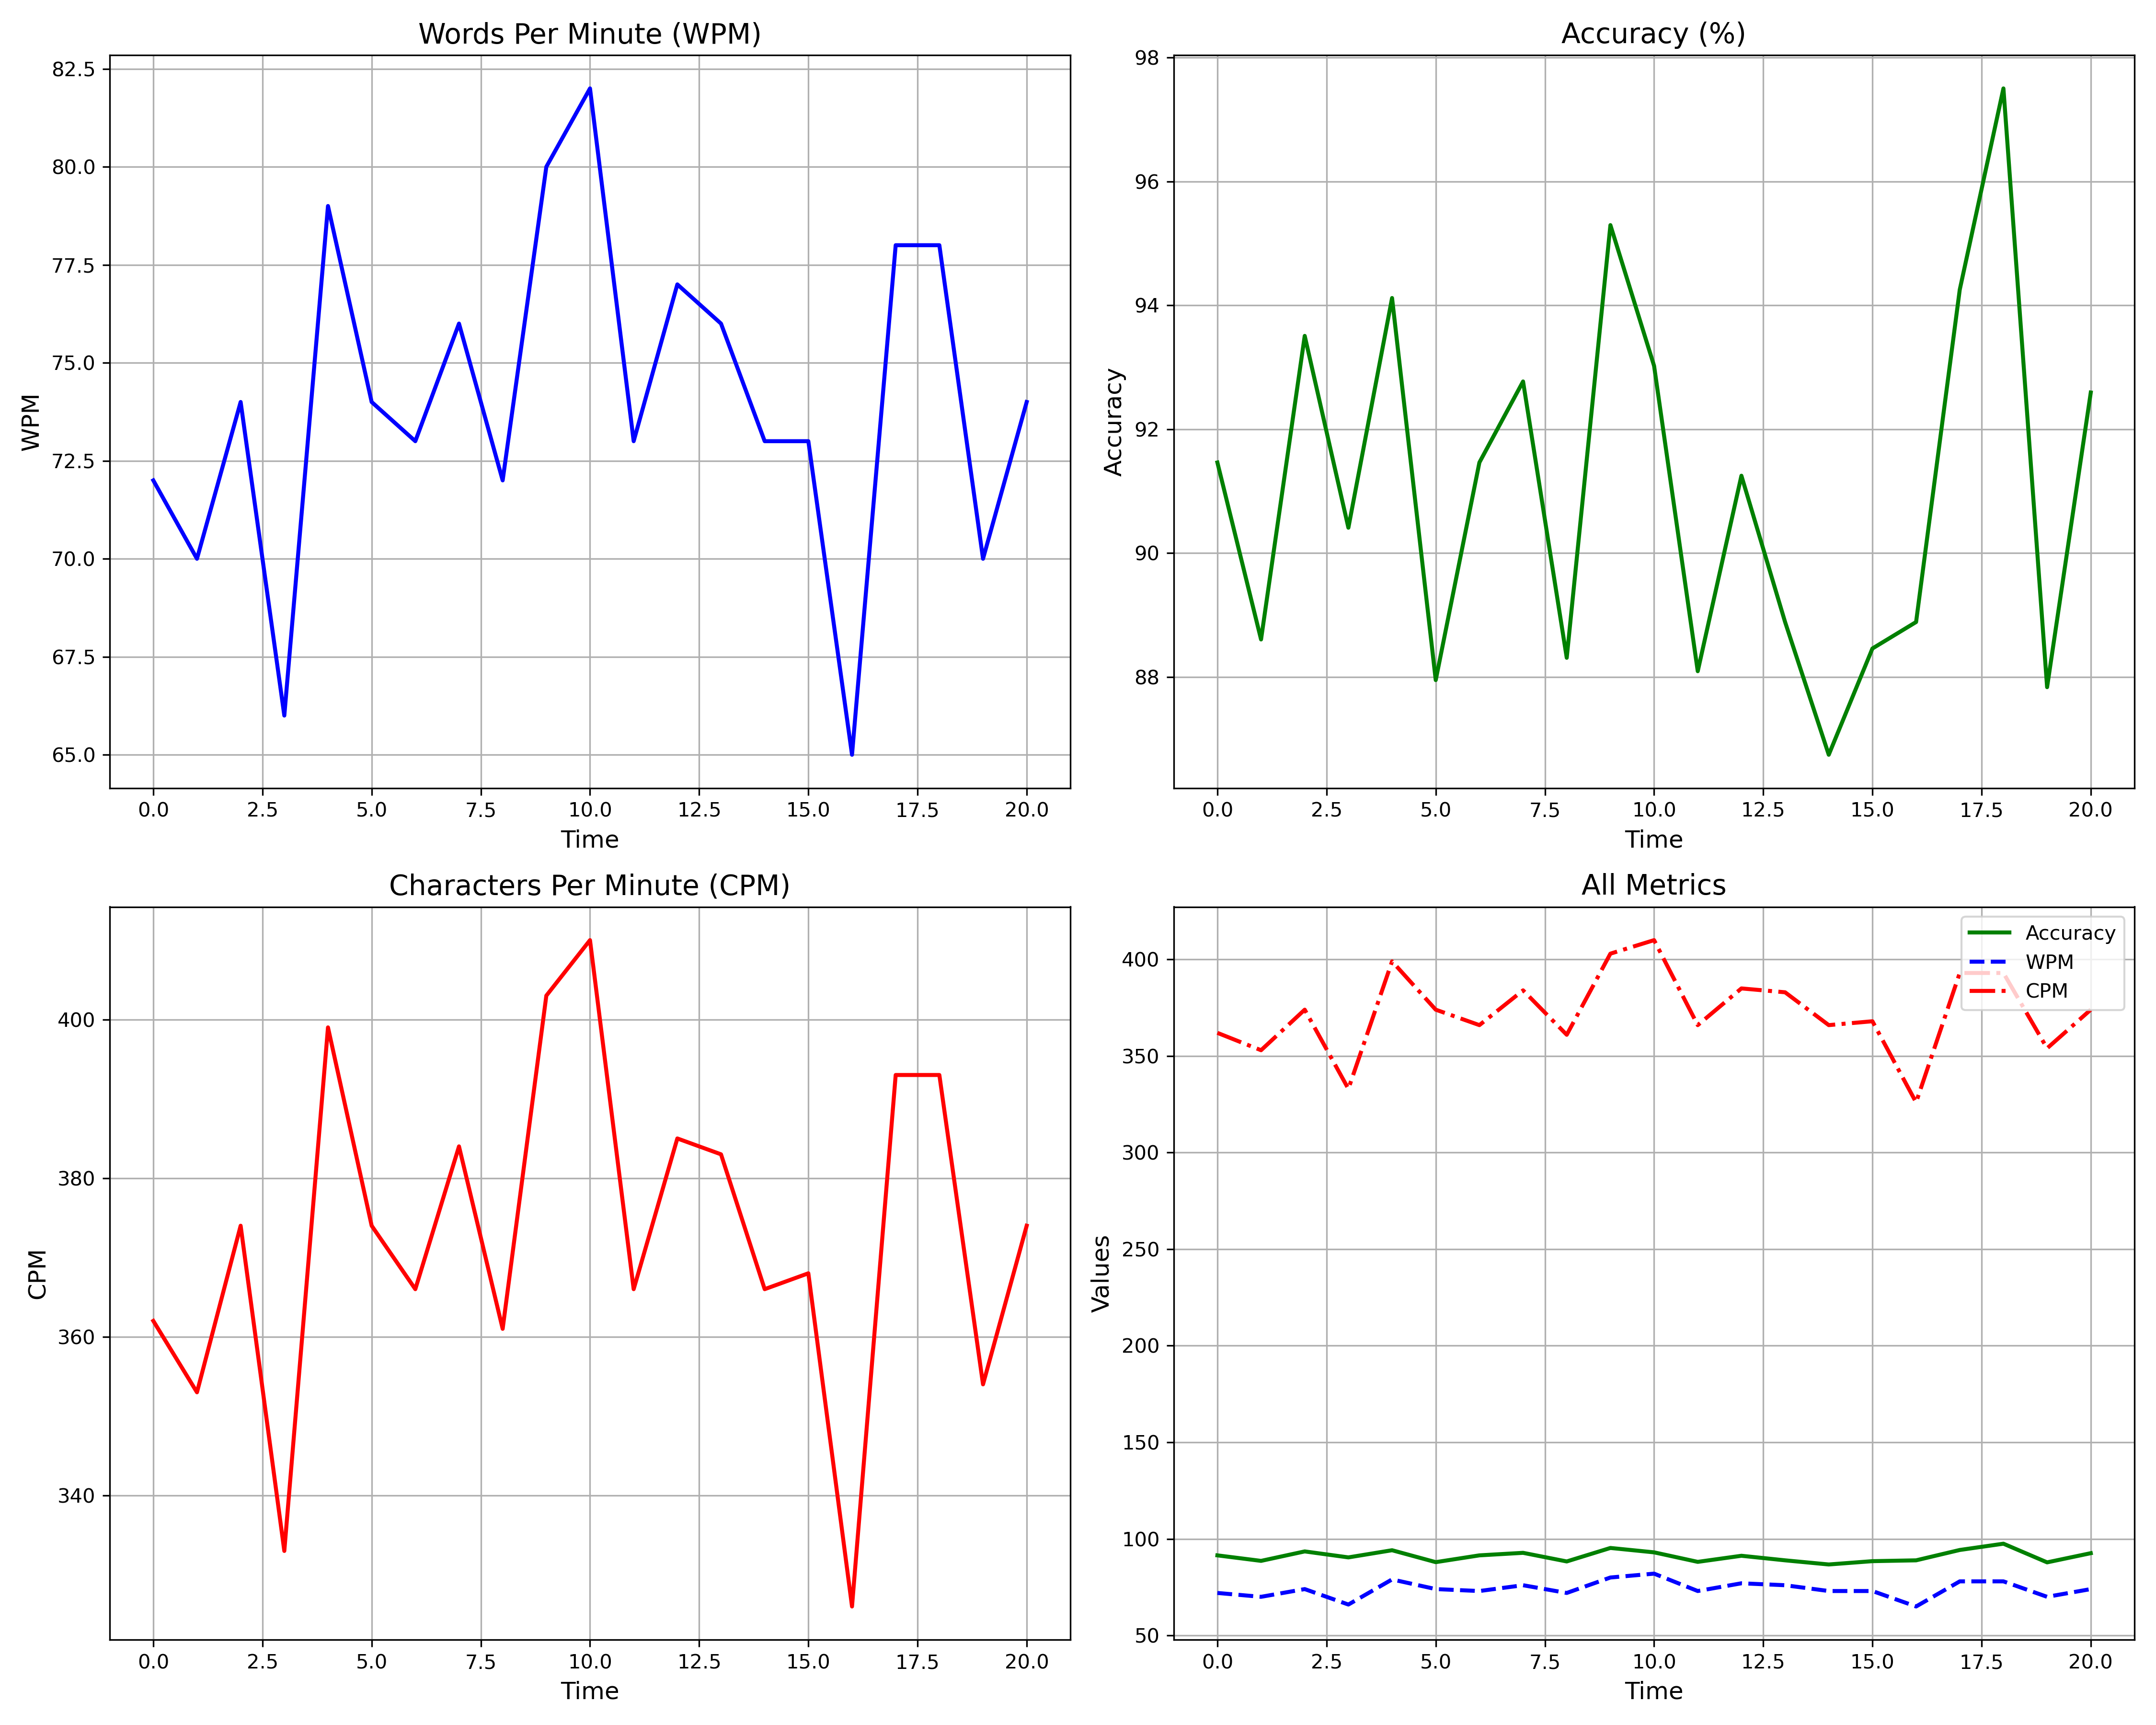 Words Per Minute (WPM)
82.5
80.0
77.5
75.0
72.5
70.0
67.5
65.0
WPM
0.0 2.5 5.0 7.5 10.0 12.5 15.0 17.5 20.0
Time
Accuracy (%)
98
96
94
92
90
88
Accuracy
0.0 2.5 5.0 7.5 10.0 12.5 15.0 17.5 20.0
Time
Characters Per Minute (CPM)
400
380
360
340
CPM
0.0 2.5 5.0 7.5 10.0 12.5 15.0 17.5 20.0
Time
All Metrics
Accuracy
WPM
CPM
400
350
300
250
200
150
100
50
Values
0.0 2.5 5.0 7.5 10.0 12.5 15.0 17.5 20.0
Time